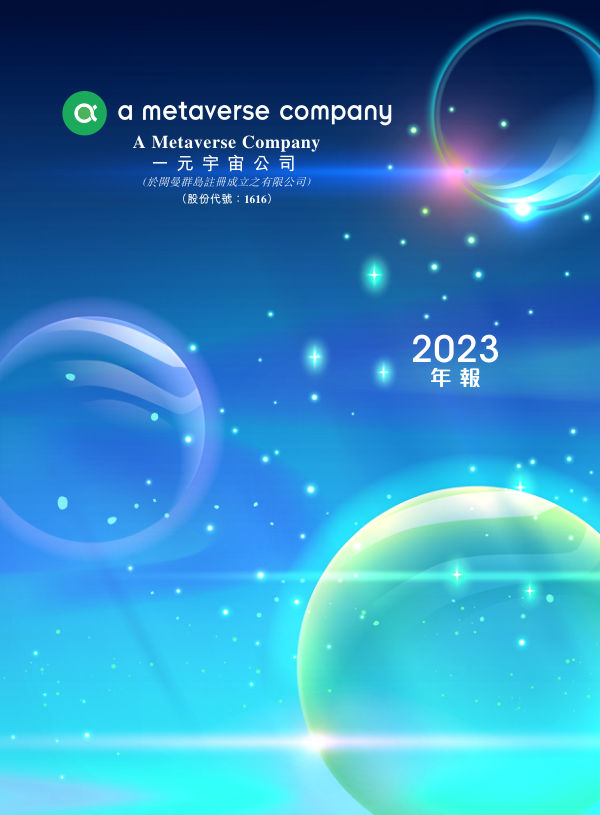 a metaverse company
A Metaverse Company
一元宇宙公司
(於開曼群島註冊成立之有限公司)
(股份代號：1616)
2023
年報